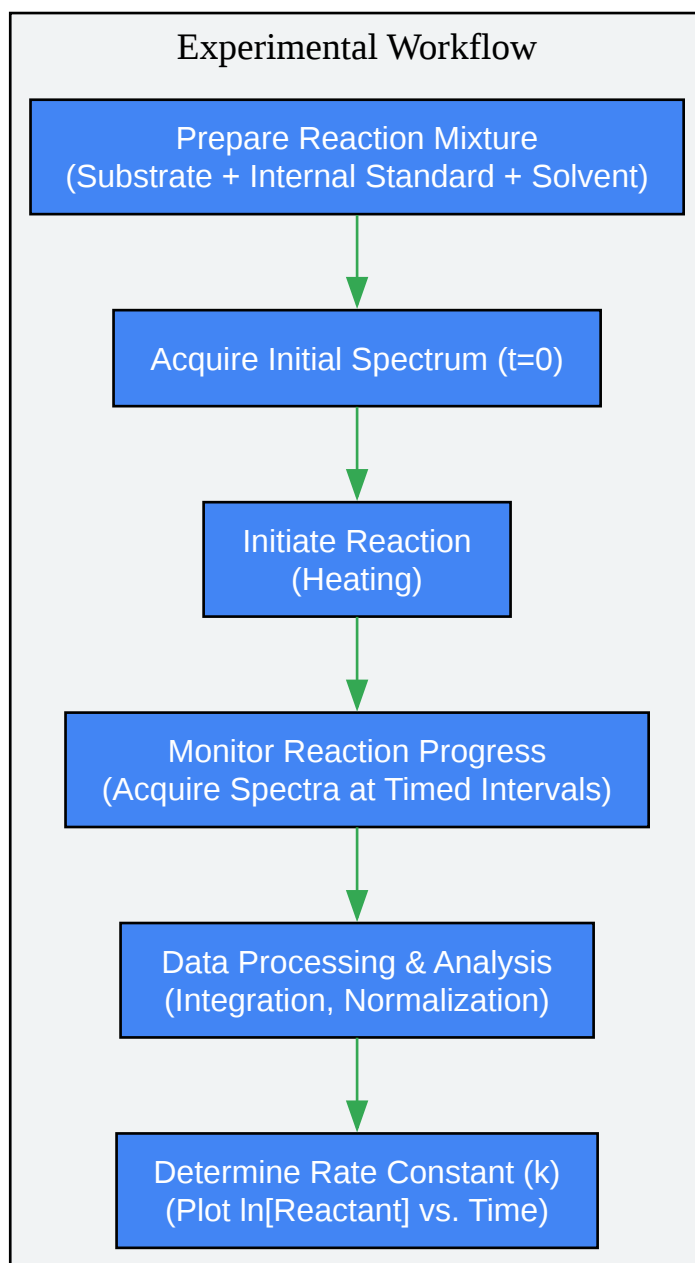 Experimental Workflow
Prepare Reaction Mixture
(Substrate + Internal Standard + Solvent)
Acquire Initial Spectrum (t=0)
Initiate Reaction
(Heating)
Monitor Reaction Progress
(Acquire Spectra at Timed Intervals)
Data Processing & Analysis
(Integration, Normalization)
Determine Rate Constant (k)
(Plot ln[Reactant] vs. Time)